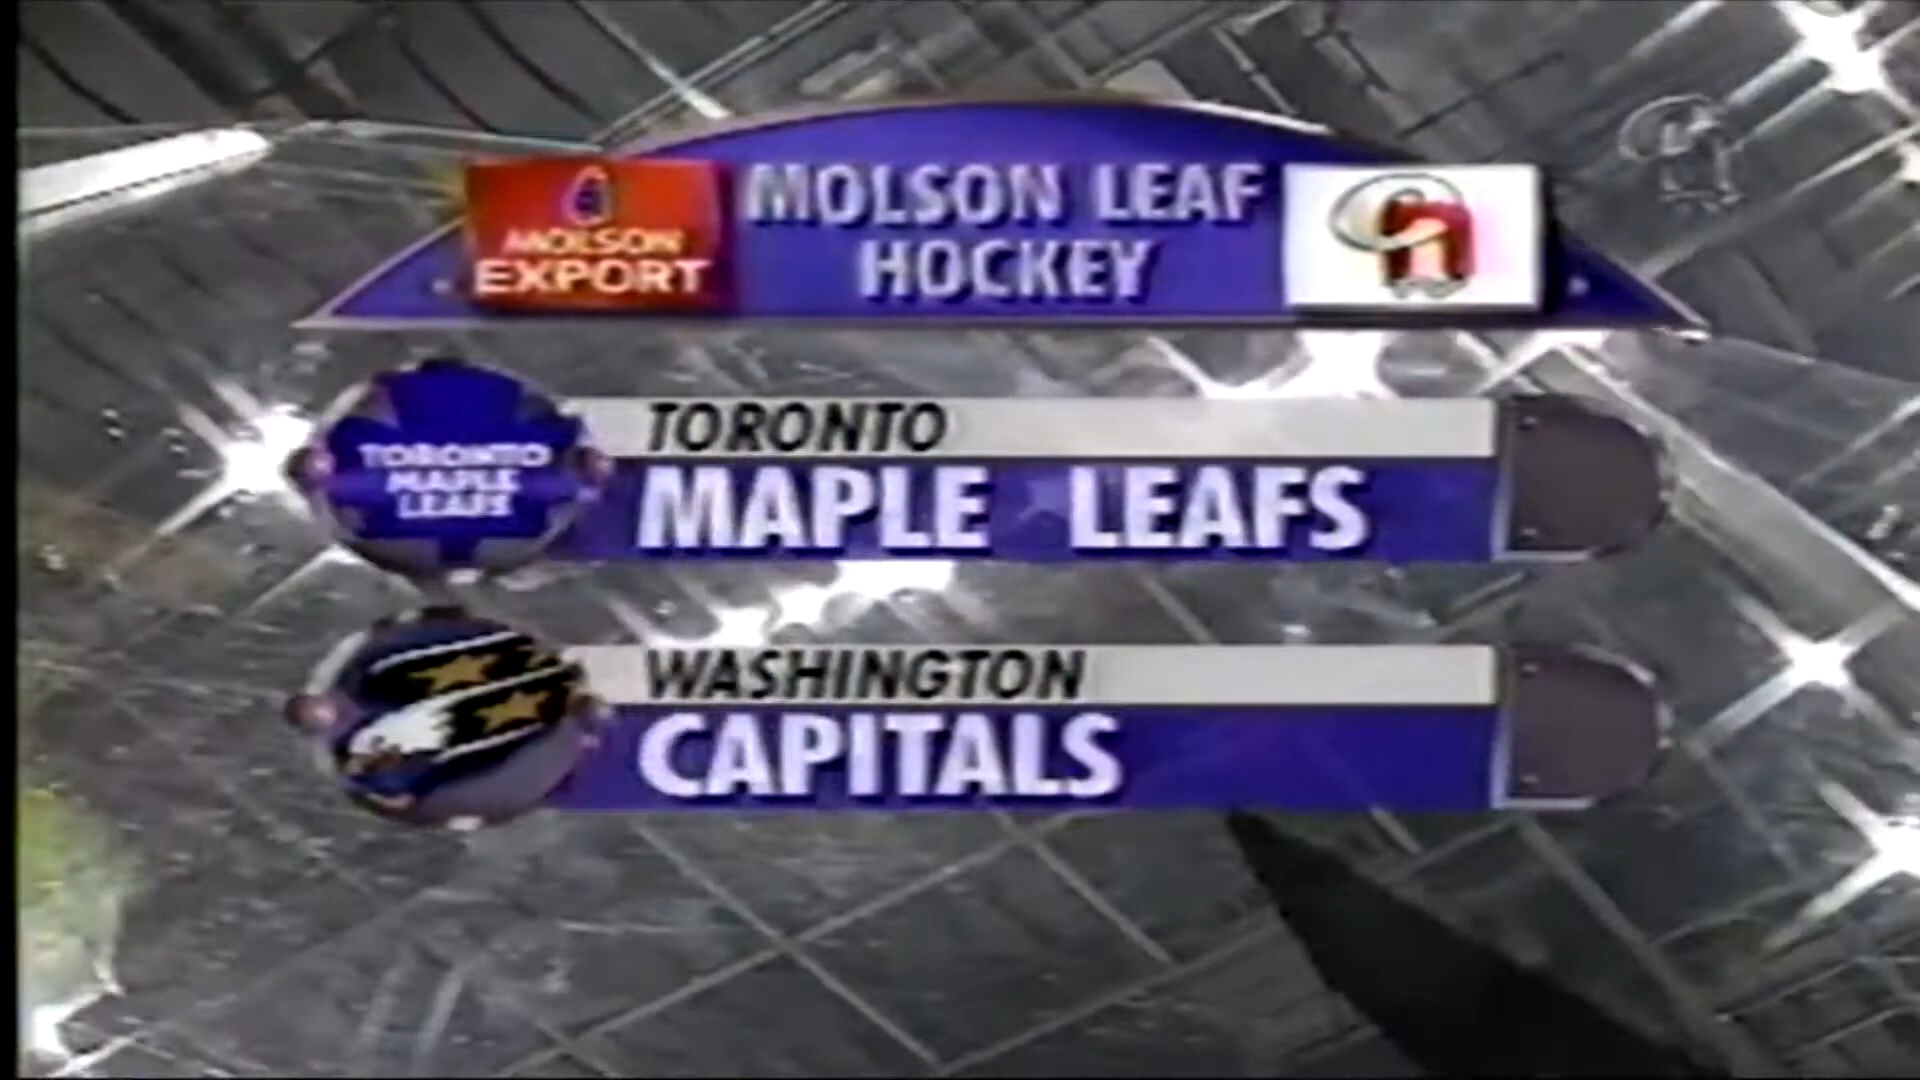 MOLSON LEAF
HOCKEY
MOLSON
EXPORT
TORONTO
MAPLE
LEAFS
TORONTO
MAPLE LEAFS
WASHINGTON
CAPITALS